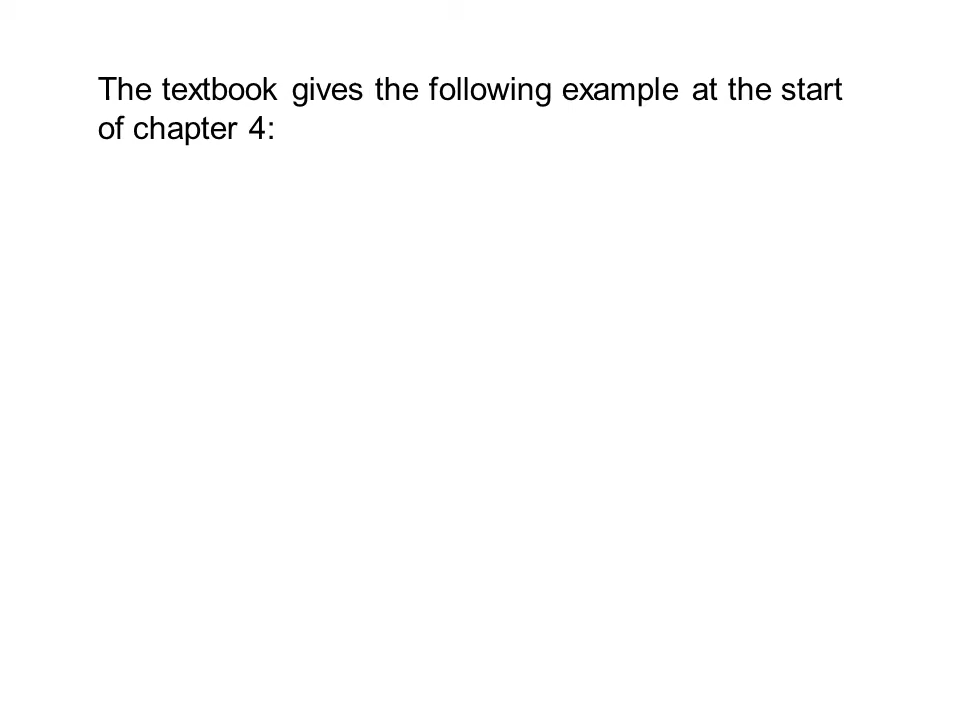 The textbook gives the following example at the start
of chapter 4: